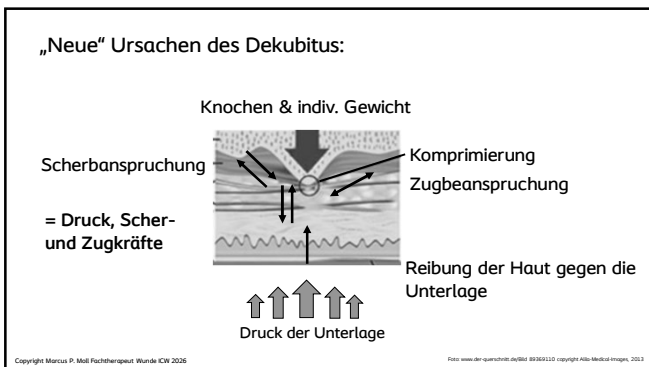 „Neue“ Ursachen des Dekubitus:
Knochen & indiv. Gewicht
Scherbanspruchung
Komprimierung
Zugbeanspruchung
= Druck, Scher-
und Zugkräfte
Reibung der Haut gegen die
Unterlage
Druck der Unterlage
Copyright Marcus P. Moll Fachtherapeut Wunde ICW 2026
Foto: www.der-querschnitt.de/Bild 89369110 copyright Allio-Medical-Images, 2013